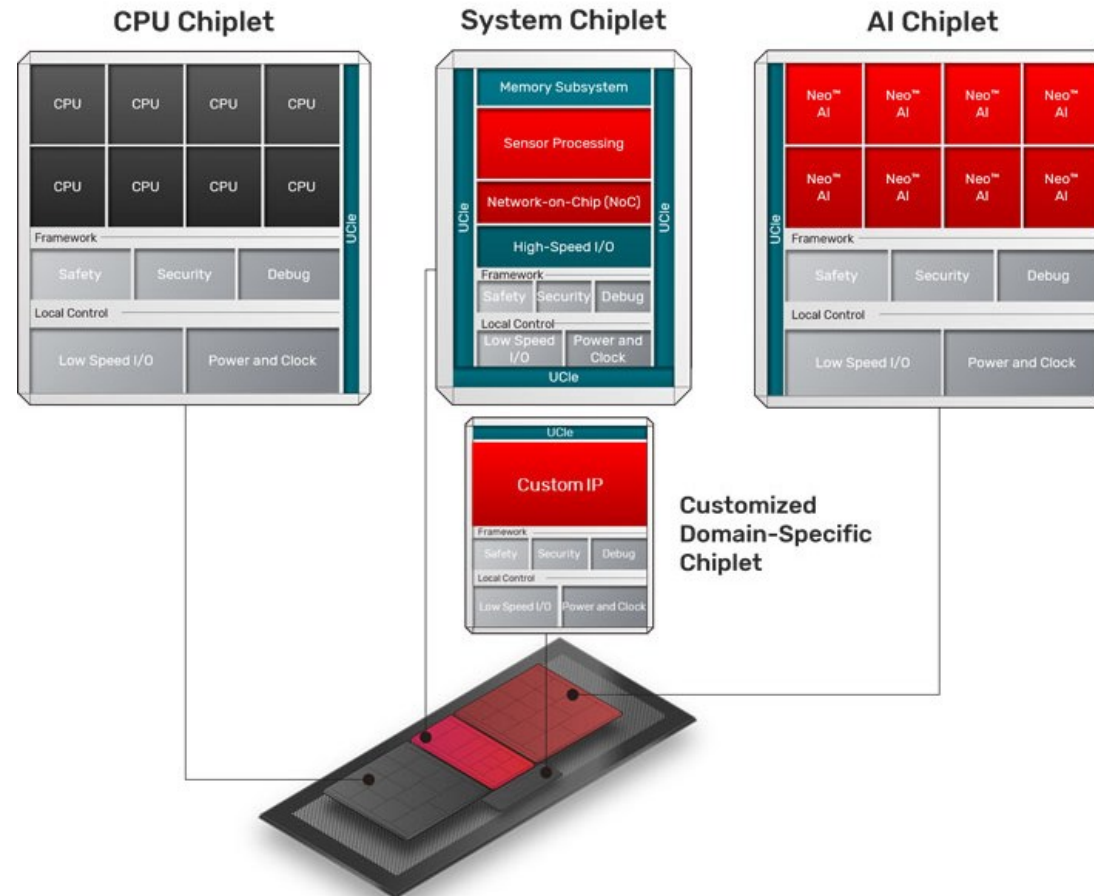 CPU Chiplet
CPU CPU CPU CPU
CPU CPU CPU CPU
UCIe
Framework
Safety Security Debug
Local Control
Low Speed I/O Power and Clock
System Chiplet
Memory Subsystem
Sensor Processing
Network-on-Chip (NoC)
High-Speed I/O
UCIe
UCIe
Framework
Safety Security Debug
Local Control
Low Speed
I/O
Power and
Clock
UCIe
AI Chiplet
Neo™
AI
Neo™
AI
Neo™
AI
Neo™
AI
Neo™
AI
Neo™
AI
Neo™
AI
Neo™
AI
Framework
Safety Security Debug
Local Control
Low Speed I/O Power and Clock
UCIe
Custom IP
Framework
Safety Security Debug
Local Control
Low Speed I/O Power and Clock
Customized
Domain-Specific
Chiplet